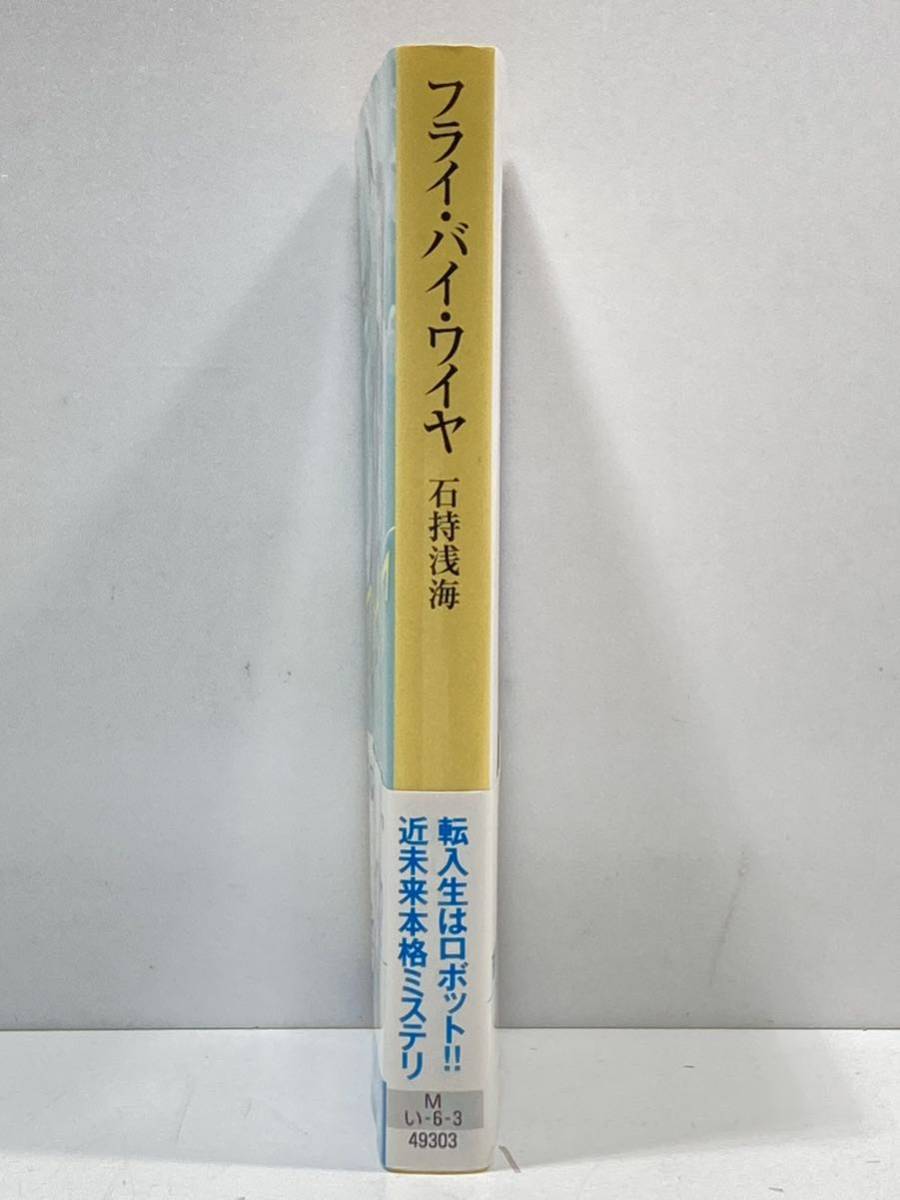 フライ・バイ・ワイヤ
石持浅海
転入生はロボット!!
近未来本格ミステリ
M
い-6-3
49303